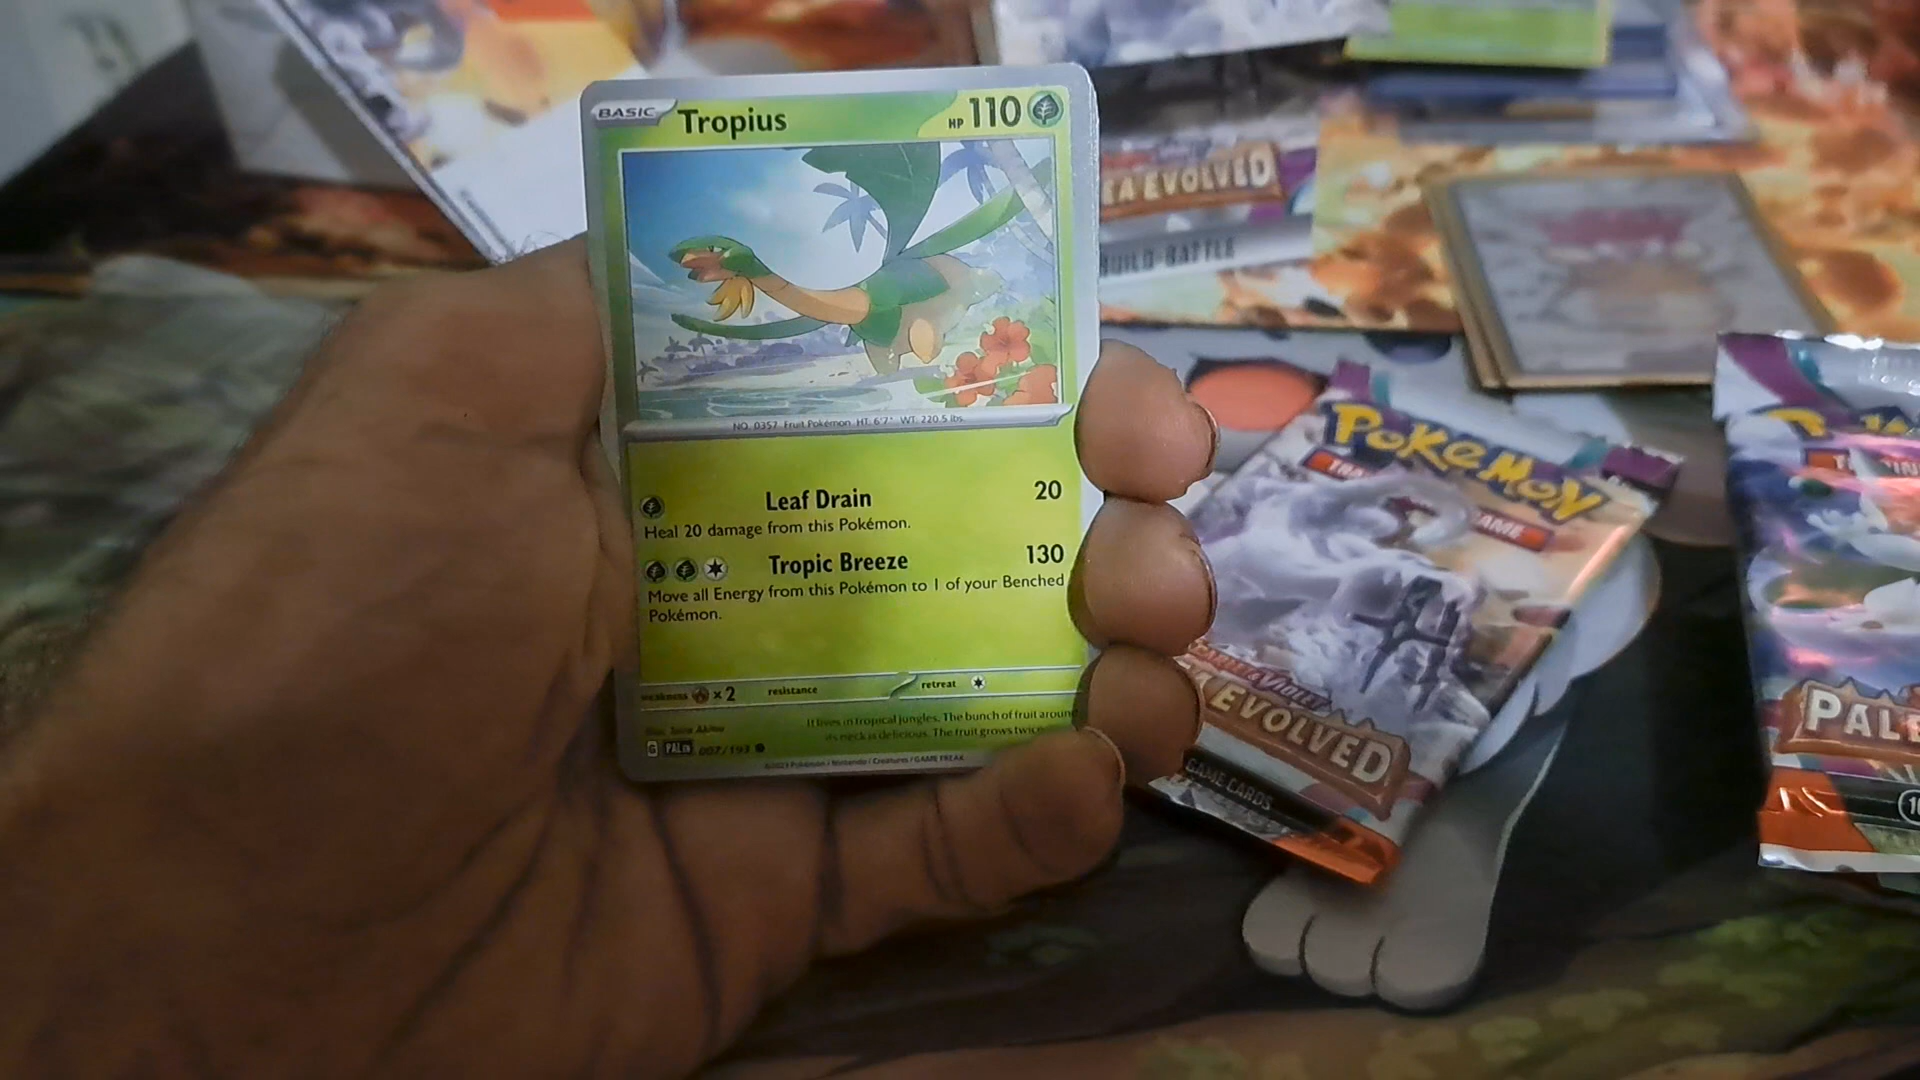 BASIC Tropius HP 110
NO. 0357 Fruit Pokémon HT: 6'7" WT: 220.5 lbs.
Leaf Drain 20
Heal 20 damage from this Pokémon.
Tropic Breeze 130
Move all Energy from this Pokémon to 1 of your Benched
Pokémon.
weakness ×2 resistance retreat
It lives in tropical jungles. The bunch of fruit around
its neck is delicious. The fruit grows twice
G PAL EN 007/193
©2023 Pokémon / Nintendo / Creatures / GAME FREAK
EA EVOLVED
BUILD BATTLE
POKéMON
GAME
SCARLET & VIOLET
EVOLVED
GAME CARDS
PALE